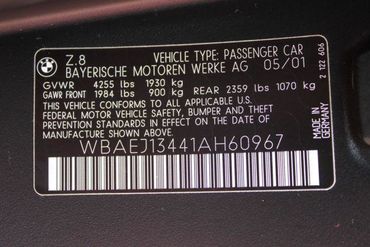 Z.8 VEHICLE TYPE: PASSENGER CAR
BAYERISCHE MOTOREN WERKE AG 05/01
GVWR 4255 lbs 1930 kg
GAWR FRONT 1984 lbs 900 kg REAR 2359 lbs 1070 kg
THIS VEHICLE CONFORMS TO ALL APPLICABLE U.S.
FEDERAL MOTOR VEHICLE SAFETY, BUMPER, AND
THEFT PREVENTION STANDARDS IN EFFECT ON THE
DATE OF MANUFACTURE SHOWN ABOVE.
WBAEJ13441AH60967
2 122 606
MADE IN
GERMANY